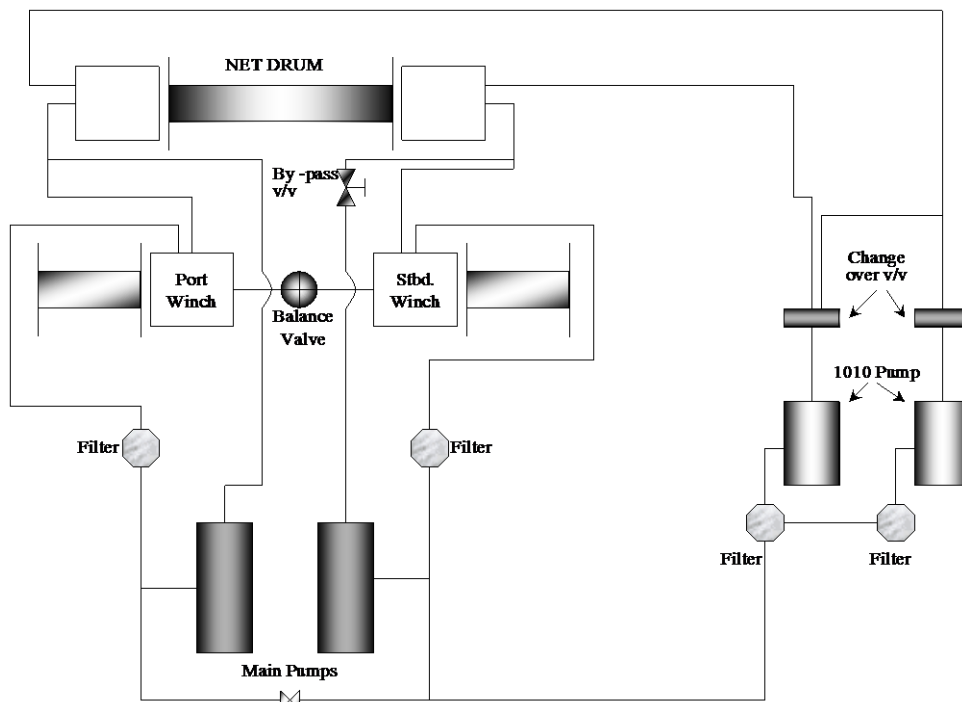 NET DRUM
By -pass
v/v
Port
Winch
Balance
Valve
Stbd.
Winch
Change
over v/v
1010 Pump
Filter
Filter
Filter
Filter
Main Pumps